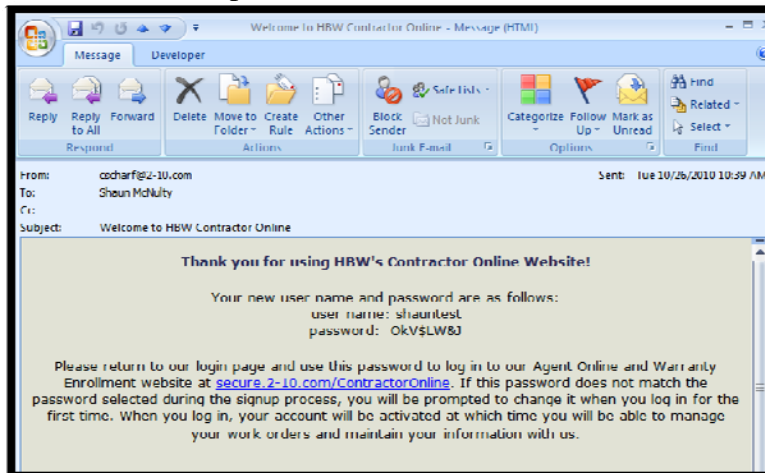 Welcome to HBW Contractor Online - Message (HTML)
Message Developer
Reply Reply to All Forward Delete Move to Folder Create Rule Other Actions Block Sender Safe Lists Not Junk Categorize Follow Up Mark as Unread Find Related Select
Respond Actions Junk E-mail Options Find
From: cscharf@2-10.com Sent: Tue 10/26/2010 10:39 AM
To: Shaun McNulty
Cc:
Subject: Welcome to HBW Contractor Online
Thank you for using HBW's Contractor Online Website!
Your new user name and password are as follows:
user name: shauntest
password: OkV$LW8J
Please return to our login page and use this password to log in to our Agent Online and Warranty
Enrollment website at secure.2-10.com/ContractorOnline. If this password does not match the
password selected during the signup process, you will be prompted to change it when you log in for the
first time. When you log in, your account will be activated at which time you will be able to manage
your work orders and maintain your information with us.